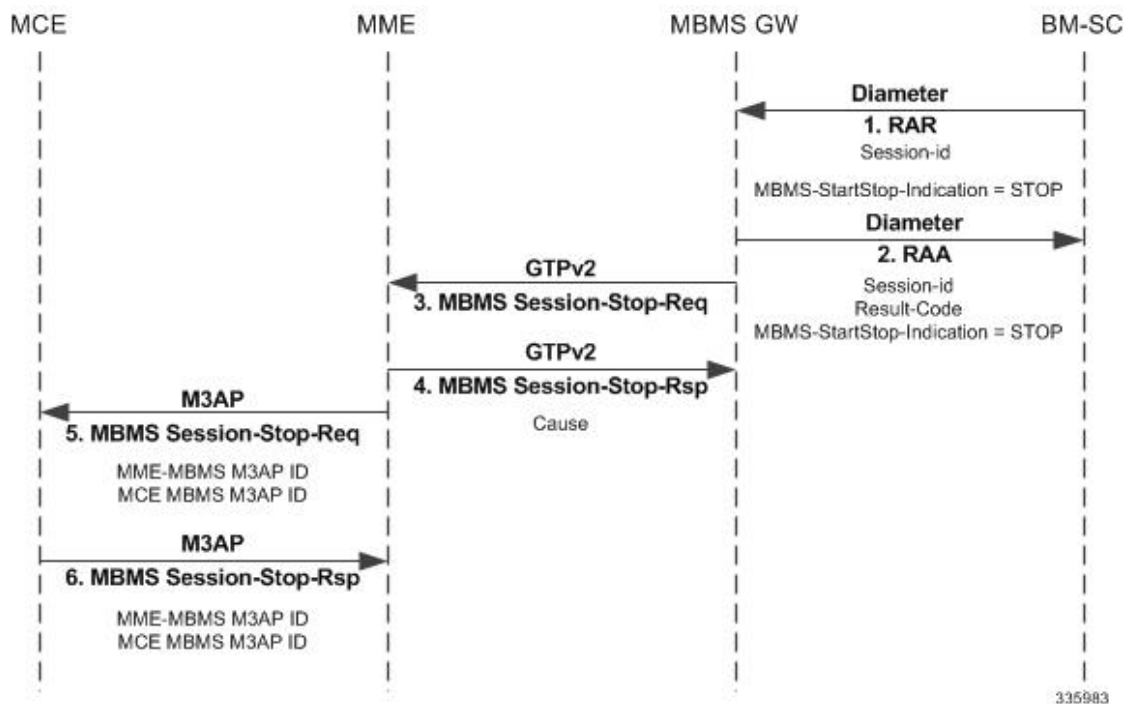 MCE
MME
MBMS GW
BM-SC
Diameter
1. RAR
Session-id
MBMS-StartStop-Indication = STOP
Diameter
2. RAA
Session-id
Result-Code
MBMS-StartStop-Indication = STOP
GTPv2
3. MBMS Session-Stop-Req
GTPv2
4. MBMS Session-Stop-Rsp
Cause
M3AP
5. MBMS Session-Stop-Req
MME-MBMS M3AP ID
MCE MBMS M3AP ID
M3AP
6. MBMS Session-Stop-Rsp
MME-MBMS M3AP ID
MCE MBMS M3AP ID
335983